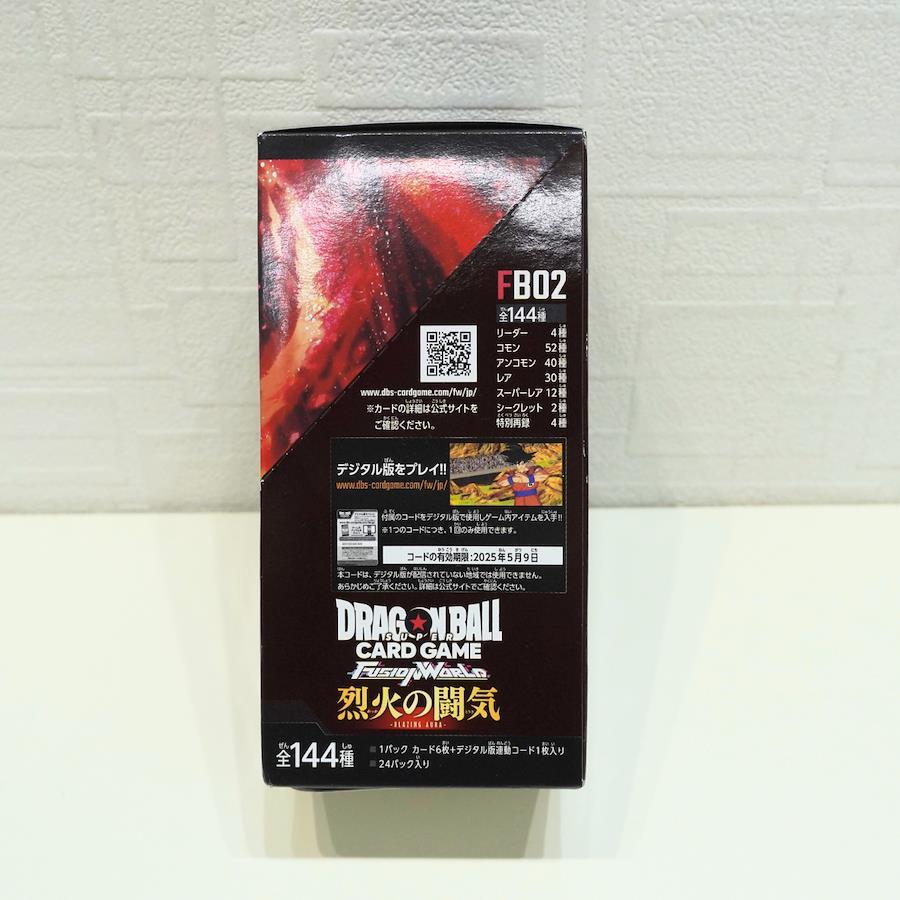 FB02
全144種
リーダー 4種
コモン 52種
アンコモン 40種
レア 30種
スーパーレア 12種
シークレット 2種
特別再録 4種
www.dbs-cardgame.com/fw/jp/
※カードの詳細は公式サイトを
ご確認ください。
デジタル版をプレイ!!
www.dbs-cardgame.com/fw/jp/
付属のコードをデジタル版で使用しゲーム内アイテムを入手!!
※1つのコードにつき、1回のみ使用できます。
コードの有効期限:2025年5月9日
本コードは、デジタル版が配信されていない地域では使用できません。
あらかじめご了承ください。詳細は公式サイトでご確認ください。
DRAGON BALL
SUPER
CARD GAME
FUSION WORLD
烈火の闘気
-BLAZING AURA-
全144種
1パック カード6枚+デジタル版連動コード1枚入り
24パック入り